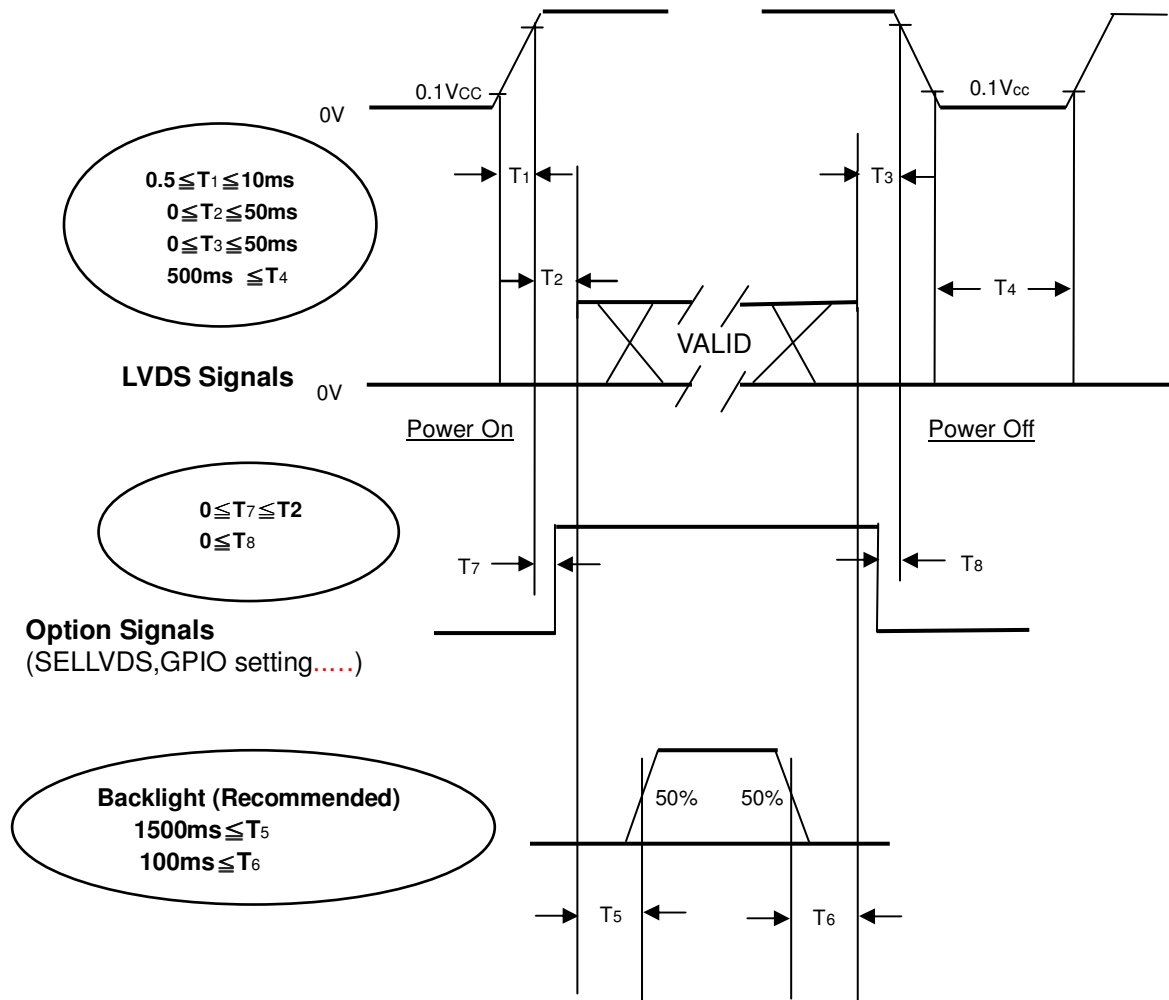 0.1VCC
0.1Vcc
0V
T1
T3
0.5≦T1≦10ms
0≦T2≦50ms
0≦T3≦50ms
500ms ≦T4
T2
T4
VALID
LVDS Signals
0V
Power On
Power Off
0≦T7≦T2
0≦T8
T7
T8
Option Signals
(SELLVDS,GPIO setting.....)
Backlight (Recommended)
1500ms≦T5
100ms≦T6
50%
50%
T5
T6